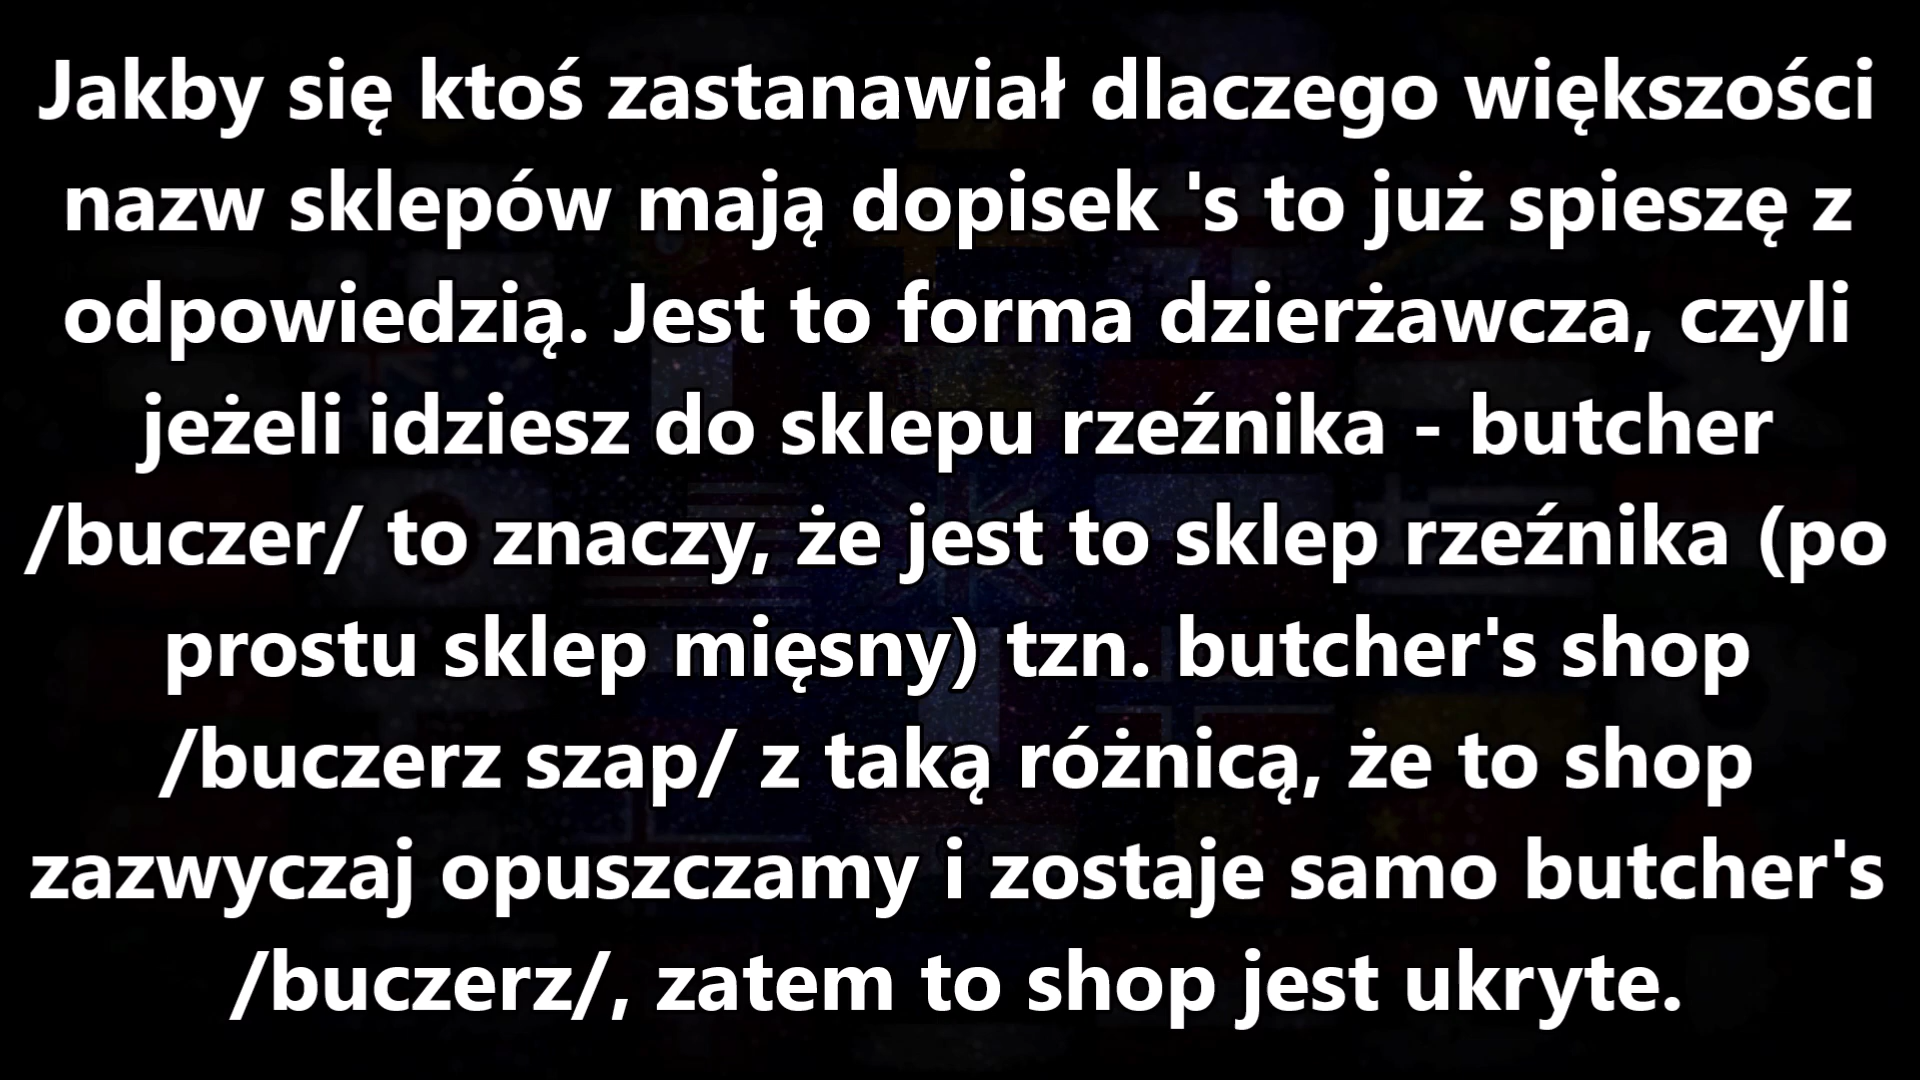 Jakby się ktoś zastanawiał dlaczego większości
nazw sklepów mają dopisek 's to już spieszę z
odpowiedzią. Jest to forma dzierżawcza, czyli
jeżeli idziesz do sklepu rzeźnika - butcher
/buczer/ to znaczy, że jest to sklep rzeźnika (po
prostu sklep mięsny) tzn. butcher's shop
/buczerz szap/ z taką różnicą, że to shop
zazwyczaj opuszczamy i zostaje samo butcher's
/buczerz/, zatem to shop jest ukryte.